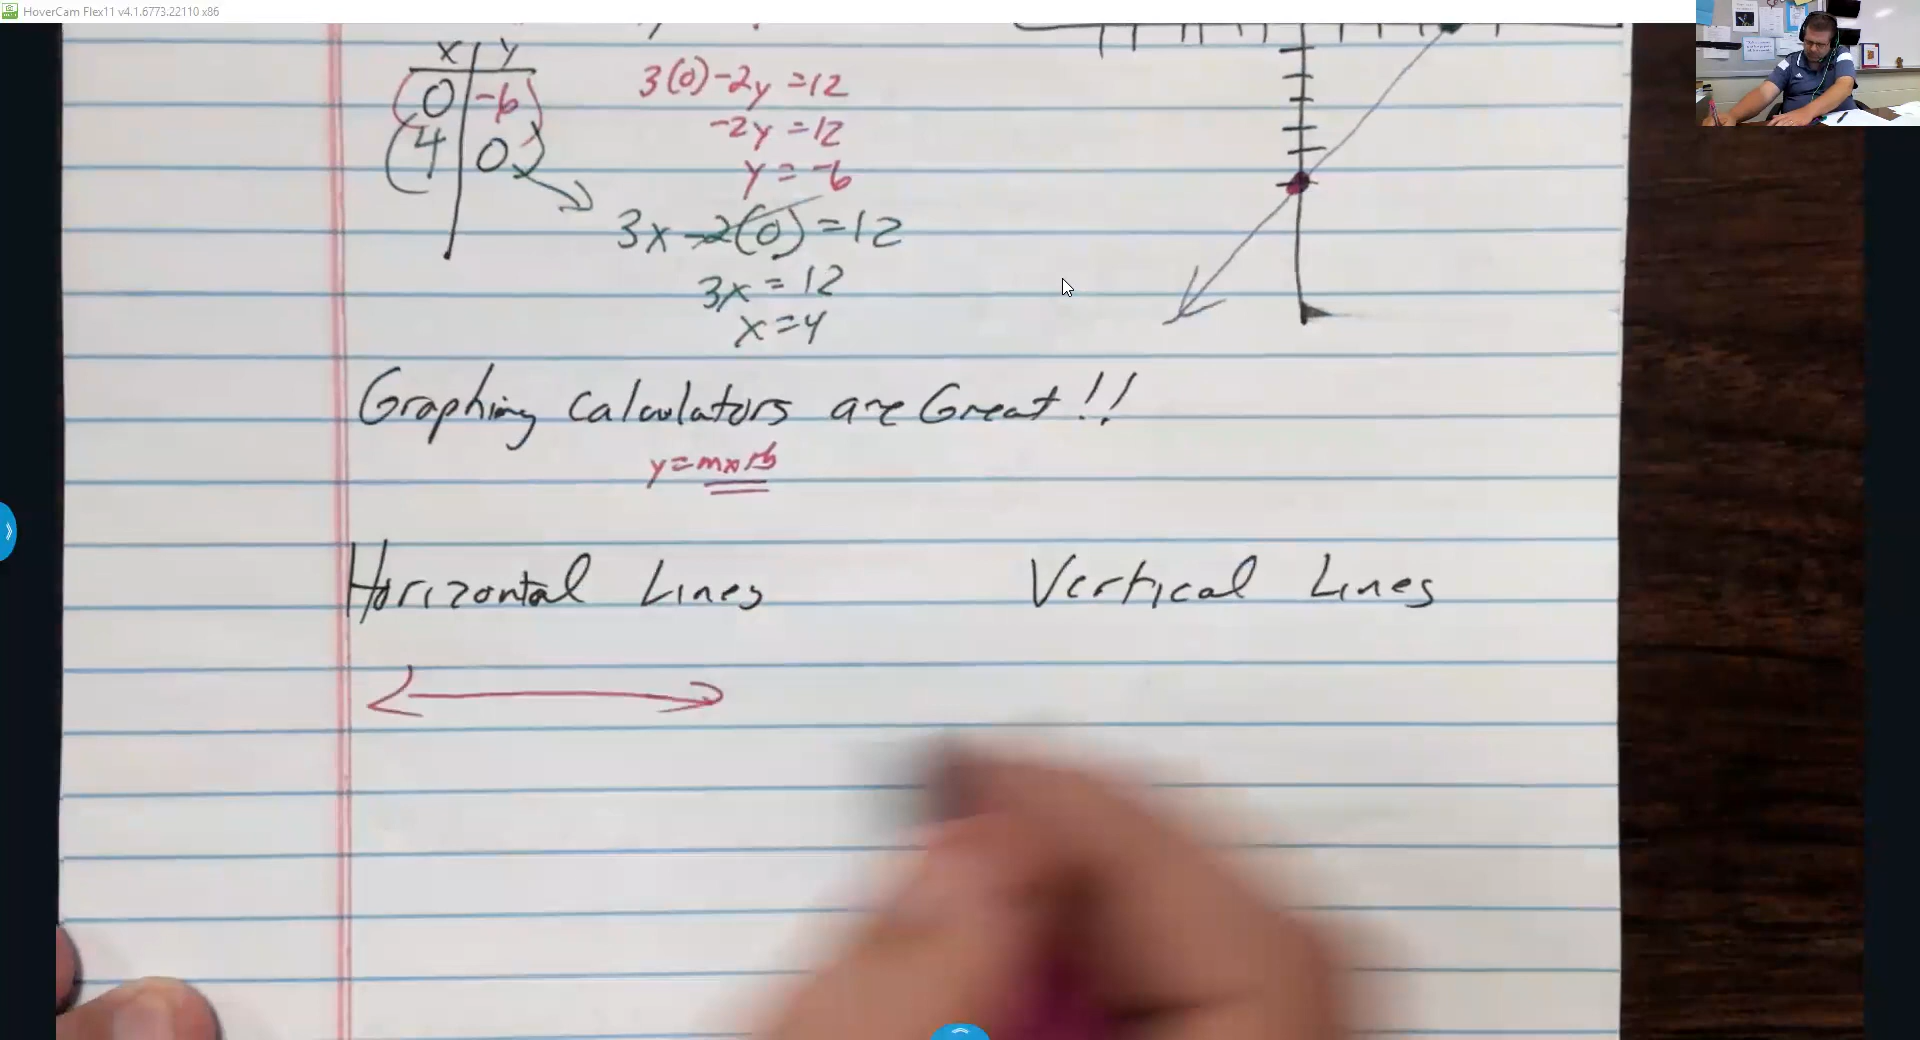 HoverCam Flex11 v4.1.6773.22110 x86
x y
0 -6
4 0
3(0)-2y=12
-2y=12
y=-6
3x-2(0)=12
3x=12
x=4
Graphing Calculators are Great!!
y=mx+b
Horizontal Lines
Vertical Lines